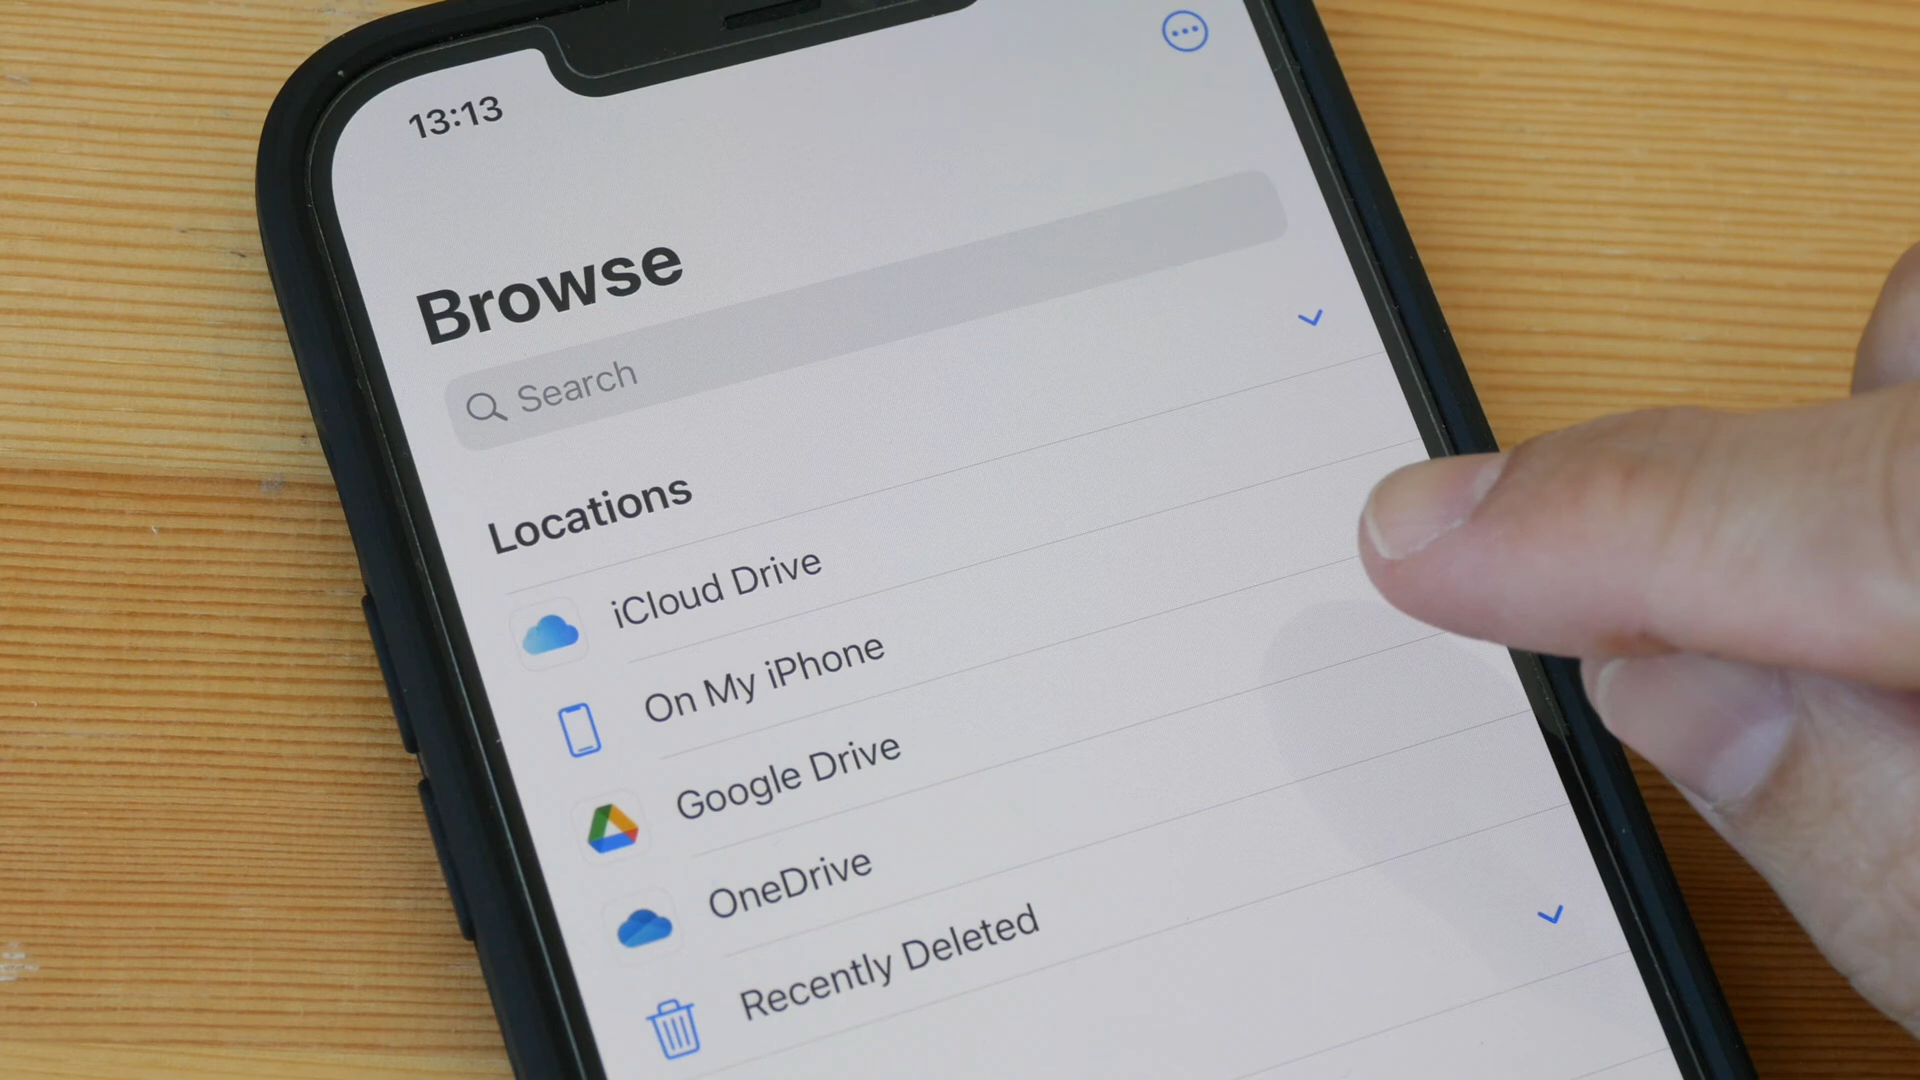 13:13
Browse
Search
Locations
iCloud Drive
On My iPhone
Google Drive
OneDrive
Recently Deleted